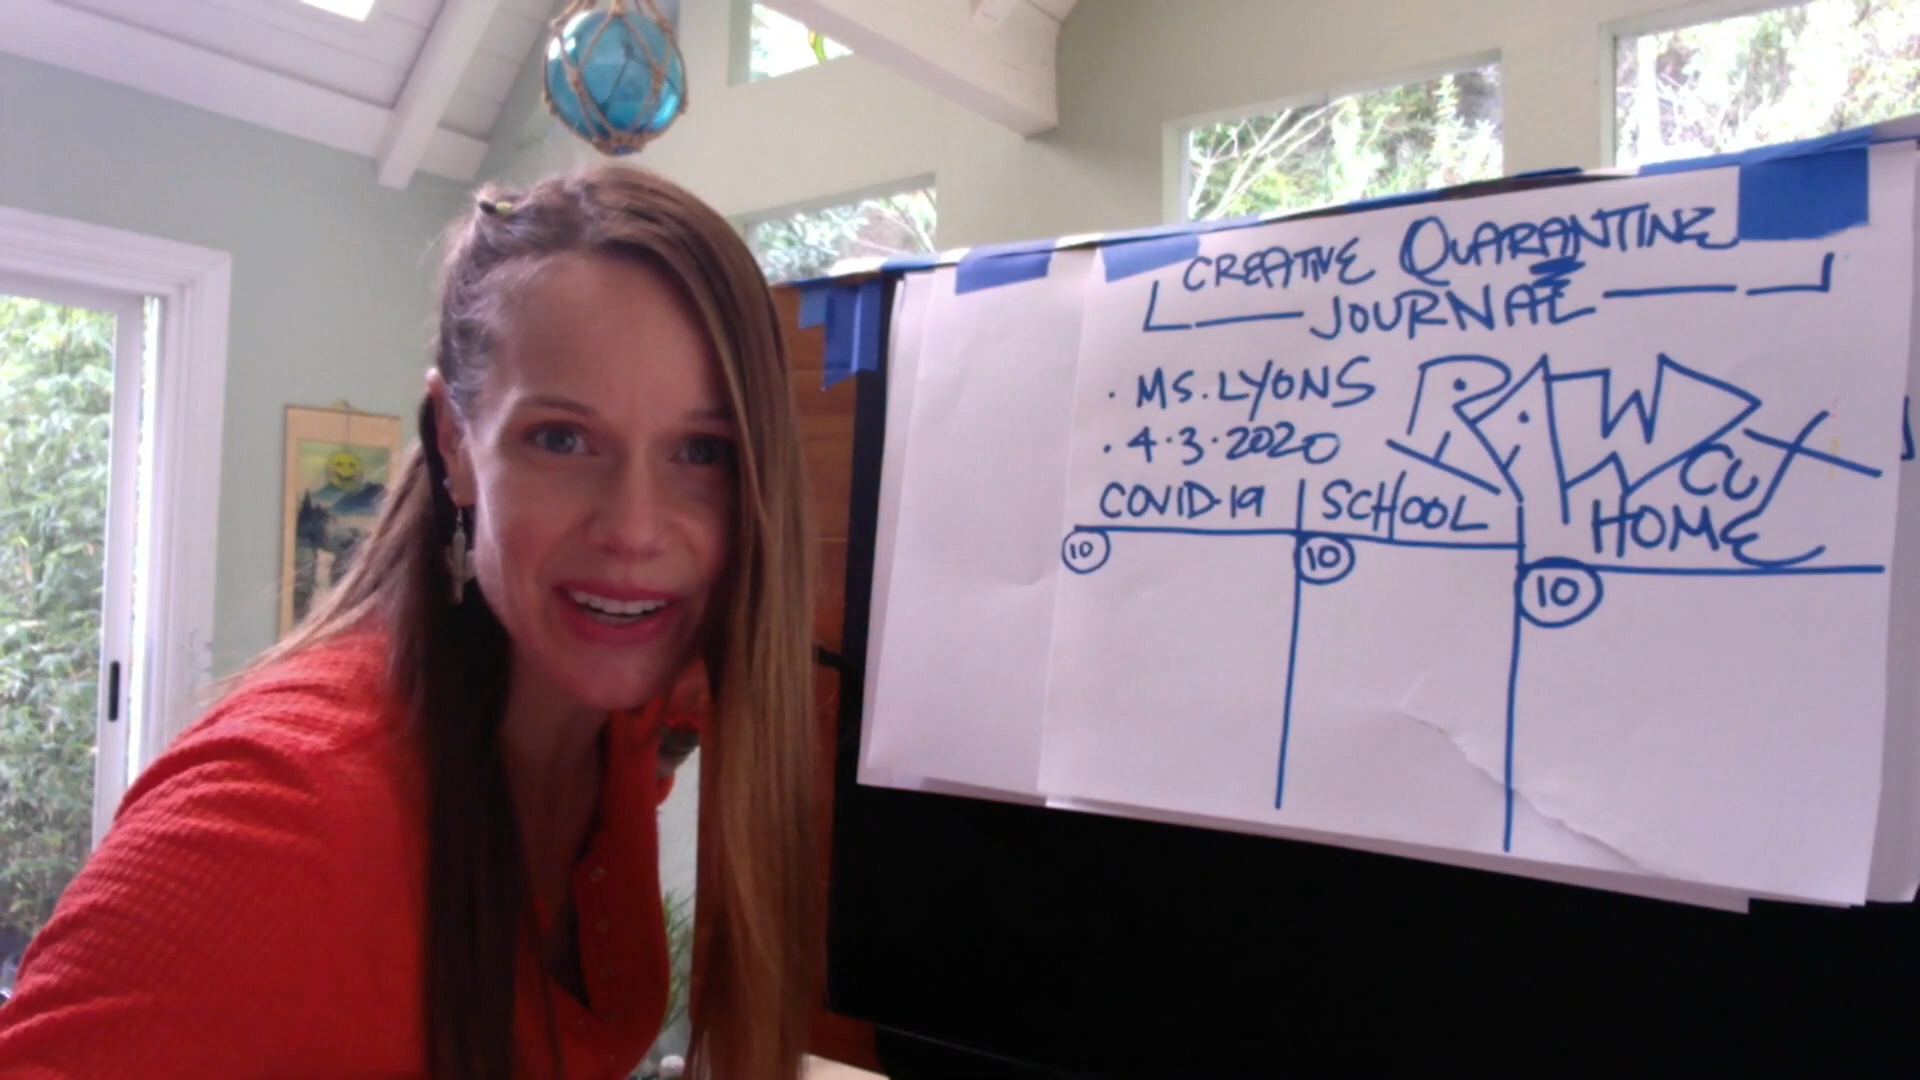 CREATIVE QUARANTINE
JOURNAL
· MS. LYONS
· 4·3·2020
RAW
CUT
COVID-19 SCHOOL HOME
10 10 10